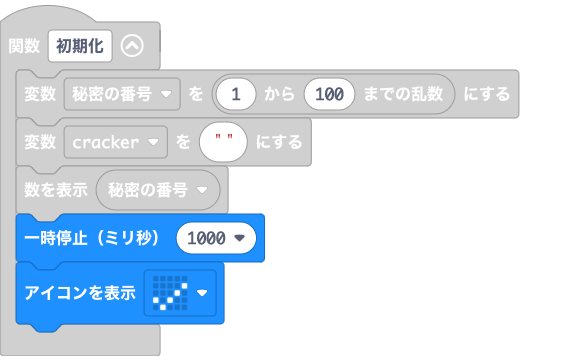 関数 初期化
変数 秘密の番号 を 1 から 100 までの乱数 にする
変数 cracker を " " にする
数を表示 秘密の番号
一時停止（ミリ秒） 1000
アイコンを表示